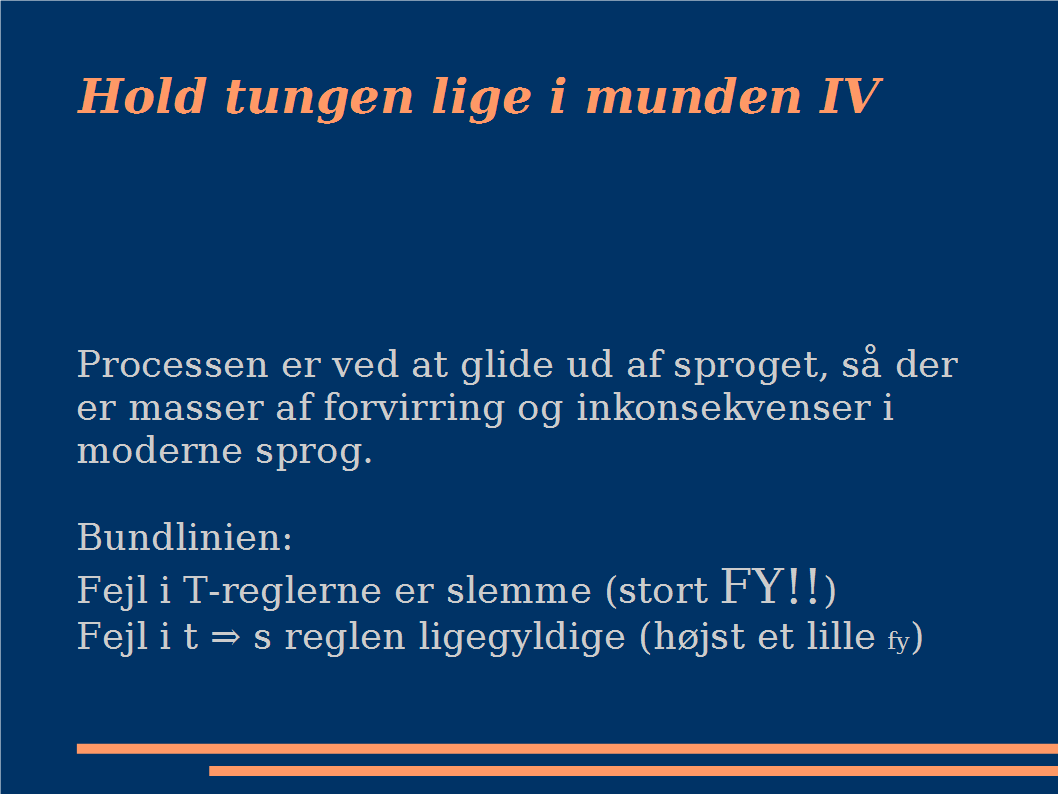 Hold tungen lige i munden IV
Processen er ved at glide ud af sproget, så der
er masser af forvirring og inkonsekvenser i
moderne sprog.
Bundlinien:
Fejl i T-reglerne er slemme (stort FY!!)
Fejl i t ⇒ s reglen ligegyldige (højst et lille fy)